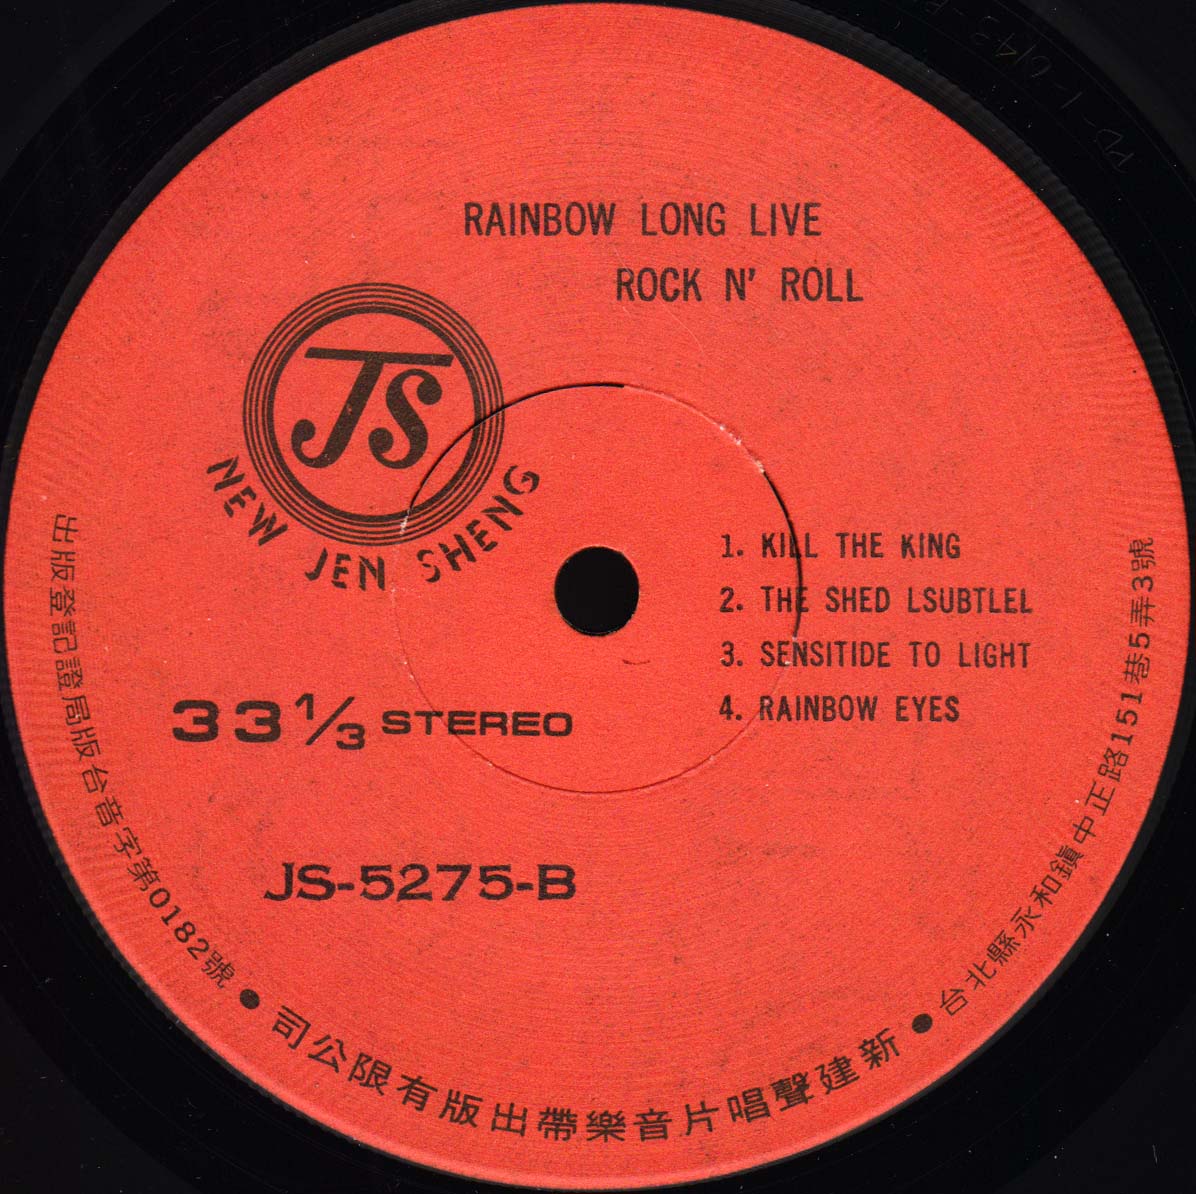 RAINBOW LONG LIVE
ROCK N' ROLL
JS
NEW JEN SHENG
1. KILL THE KING
2. THE SHED LSUBTLEL
3. SENSITIDE TO LIGHT
4. RAINBOW EYES
33 1/3 STEREO
JS-5275-B
出版登記證局版台音字第0182號
新建聲唱片音樂帶出版有限公司
台北縣永和鎮中正路151巷5弄3號